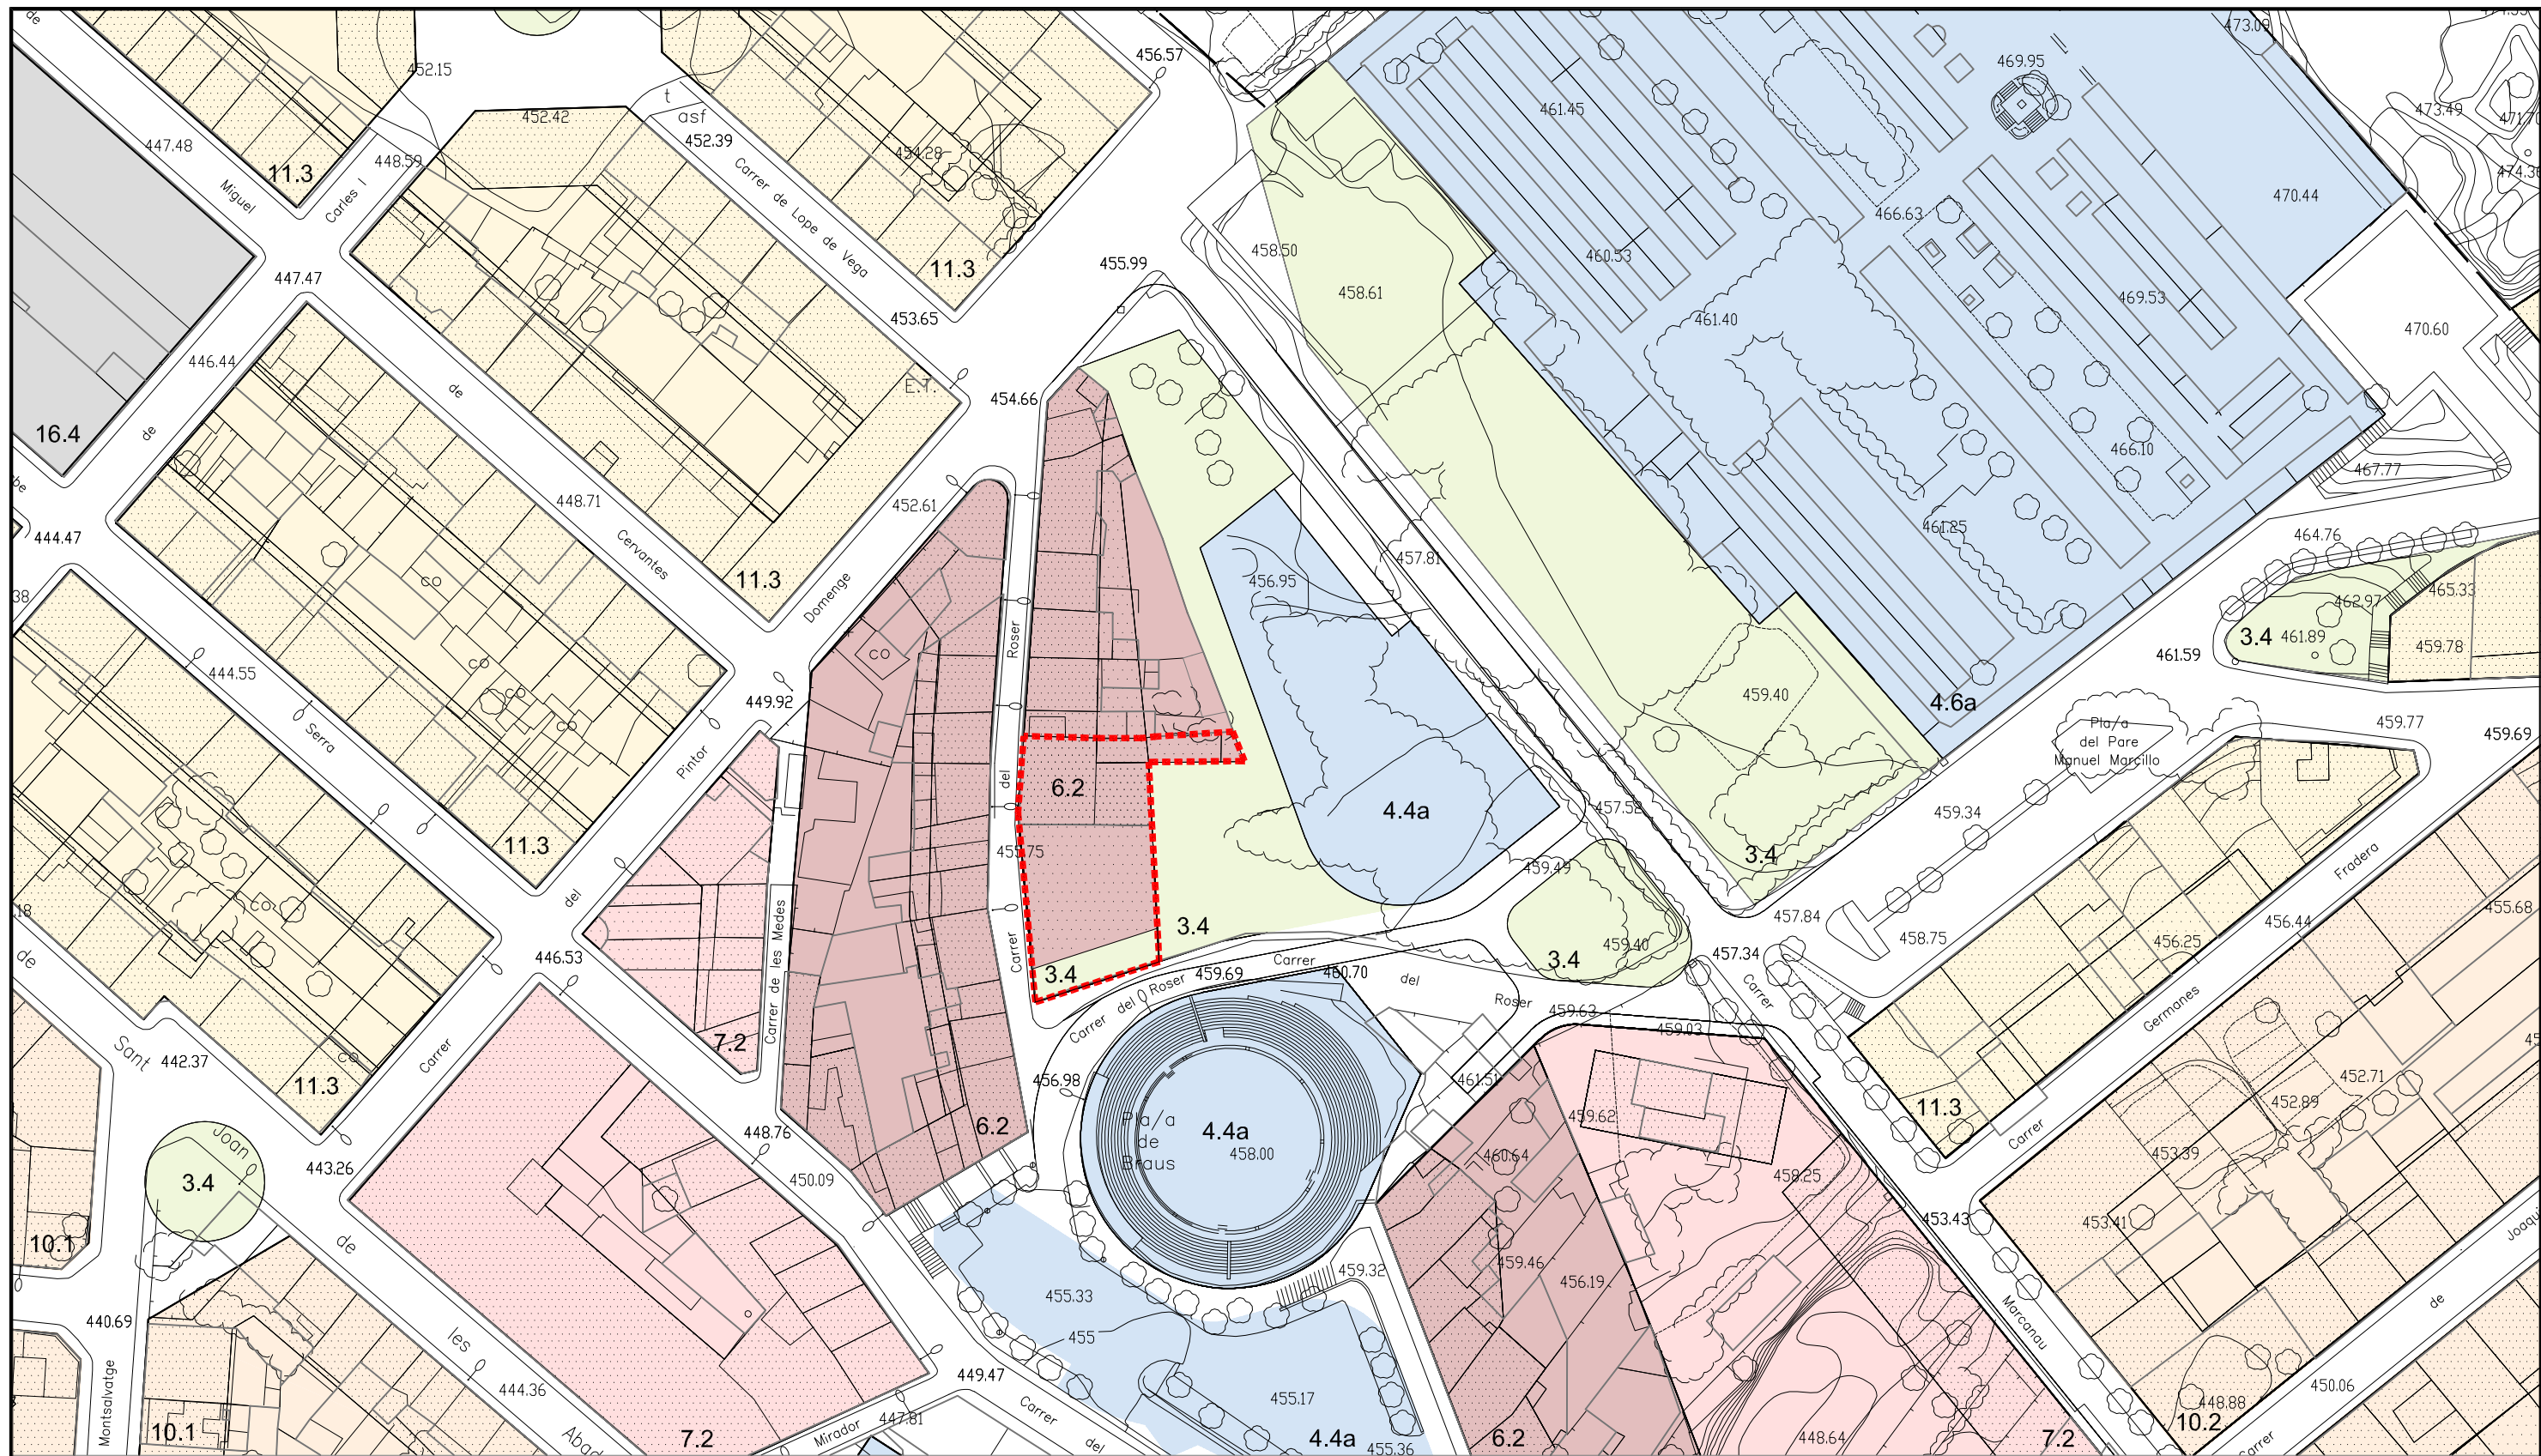 de
452.15
456.57
473.09
469.95
452.42
t
asf
452.39
461.45
473.49
447.48
448.59
454.28
11.3
Miguel
Carles I
Carrer de Lope de Vega
470.44
466.63
458.50
460.53
11.3
455.99
447.47
458.61
469.53
453.65
461.40
470.60
446.44
E.T.
de
454.66
16.4
de
466.10
467.77
448.71
452.61
461.25
464.76
444.47
Cervantes
457.81
11.3
456.95
Domenge
465.33
462.97
Roser
3.4
461.89
459.78
co
co
461.59
444.55
co
co
co
459.40
4.6a
449.92
Serra
Pla/a
del Pare
Manuel Marcillo
459.77
459.69
Pintor
del
6.2
4.4a
457.52
459.34
11.3
455.75
3.4
459.49
Fradera
del
co
457.84
456.44
455.68
3.4
458.75
456.25
Carrer de les Medes
Carrer
3.4
459.40
3.4
457.34
446.53
459.69
Carrer
460.70
del
Roser
Carrer
de
Carrer del Roser
459.63
459.03
Germanes
7.2
Sant
442.37
Carrer
co
11.3
456.98
461.51
459.62
452.71
452.89
11.3
Pla/a
de
Braus
4.4a
458.00
6.2
448.76
Joan
Carrer
460.64
453.39
443.26
3.4
450.09
458.25
453.43
453.41
10.1
de
459.46
456.19
459.32
455.33
455
Marcanau
de
Joaqu
440.69
les
449.47
444.36
Montsalvatge
455.17
450.06
448.88
10.1
Abad
7.2
Mirador
447.81
Carrer
del
4.4a
455.36
6.2
448.64
7.2
10.2
Carrer